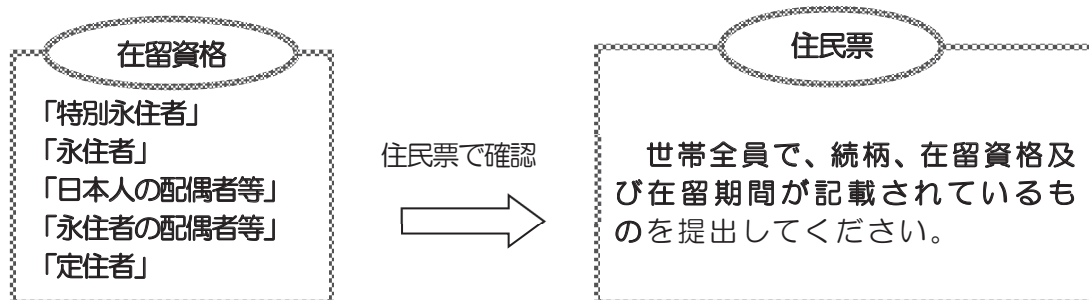 在留資格
「特別永住者」
「永住者」
「日本人の配偶者等」
「永住者の配偶者等」
「定住者」
住民票で確認
住民票
世帯全員で、続柄、在留資格及
び在留期間が記載されているも
のを提出してください。